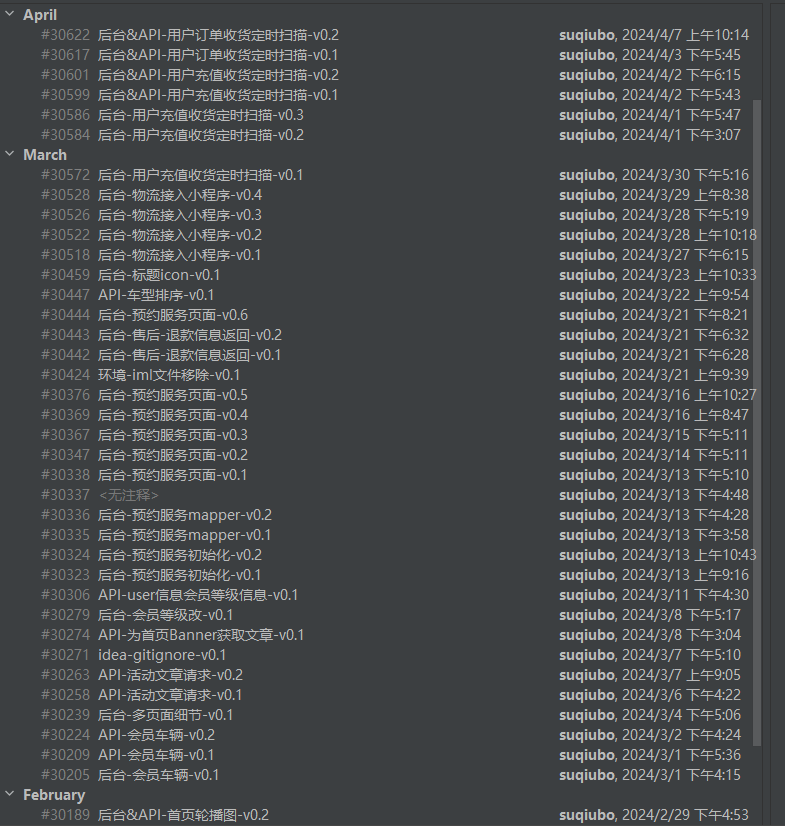 April
#30622 后台&API-用户订单收货定时扫描-v0.2 suqiubo, 2024/4/7 上午10:14
#30617 后台&API-用户订单收货定时扫描-v0.1 suqiubo, 2024/4/3 下午5:45
#30601 后台&API-用户充值收货定时扫描-v0.2 suqiubo, 2024/4/2 下午6:15
#30599 后台&API-用户充值收货定时扫描-v0.1 suqiubo, 2024/4/2 下午5:43
#30586 后台-用户充值收货定时扫描-v0.3 suqiubo, 2024/4/1 下午5:47
#30584 后台-用户充值收货定时扫描-v0.2 suqiubo, 2024/4/1 下午3:07
March
#30572 后台-用户充值收货定时扫描-v0.1 suqiubo, 2024/3/30 下午5:16
#30528 后台-物流接入小程序-v0.4 suqiubo, 2024/3/29 上午8:38
#30526 后台-物流接入小程序-v0.3 suqiubo, 2024/3/28 下午5:19
#30522 后台-物流接入小程序-v0.2 suqiubo, 2024/3/28 上午10:18
#30518 后台-物流接入小程序-v0.1 suqiubo, 2024/3/27 下午6:15
#30459 后台-标题icon-v0.1 suqiubo, 2024/3/23 上午10:33
#30447 API-车型排序-v0.1 suqiubo, 2024/3/22 上午9:54
#30444 后台-预约服务页面-v0.6 suqiubo, 2024/3/21 下午8:21
#30443 后台-售后-退款信息返回-v0.2 suqiubo, 2024/3/21 下午6:32
#30442 后台-售后-退款信息返回-v0.1 suqiubo, 2024/3/21 下午6:28
#30424 环境-iml文件移除-v0.1 suqiubo, 2024/3/21 上午9:39
#30376 后台-预约服务页面-v0.5 suqiubo, 2024/3/16 上午10:27
#30369 后台-预约服务页面-v0.4 suqiubo, 2024/3/16 上午8:47
#30367 后台-预约服务页面-v0.3 suqiubo, 2024/3/15 下午5:11
#30347 后台-预约服务页面-v0.2 suqiubo, 2024/3/14 下午5:11
#30338 后台-预约服务页面-v0.1 suqiubo, 2024/3/13 下午5:10
#30337 <无注释> suqiubo, 2024/3/13 下午4:48
#30336 后台-预约服务mapper-v0.2 suqiubo, 2024/3/13 下午4:28
#30335 后台-预约服务mapper-v0.1 suqiubo, 2024/3/13 下午3:58
#30324 后台-预约服务初始化-v0.2 suqiubo, 2024/3/13 上午10:43
#30323 后台-预约服务初始化-v0.1 suqiubo, 2024/3/13 上午9:16
#30306 API-user信息会员等级信息-v0.1 suqiubo, 2024/3/11 下午4:30
#30279 后台-会员等级改-v0.1 suqiubo, 2024/3/8 下午5:17
#30274 API-为首页Banner获取文章-v0.1 suqiubo, 2024/3/8 下午3:04
#30271 idea-gitignore-v0.1 suqiubo, 2024/3/7 下午5:10
#30263 API-活动文章请求-v0.2 suqiubo, 2024/3/7 上午9:05
#30258 API-活动文章请求-v0.1 suqiubo, 2024/3/6 下午4:22
#30239 后台-多页面细节-v0.1 suqiubo, 2024/3/4 下午5:06
#30224 API-会员车辆-v0.2 suqiubo, 2024/3/2 下午4:24
#30209 API-会员车辆-v0.1 suqiubo, 2024/3/1 下午5:36
#30205 后台-会员车辆-v0.1 suqiubo, 2024/3/1 下午4:15
February
#30189 后台&API-首页轮播图-v0.2 suqiubo, 2024/2/29 下午4:53